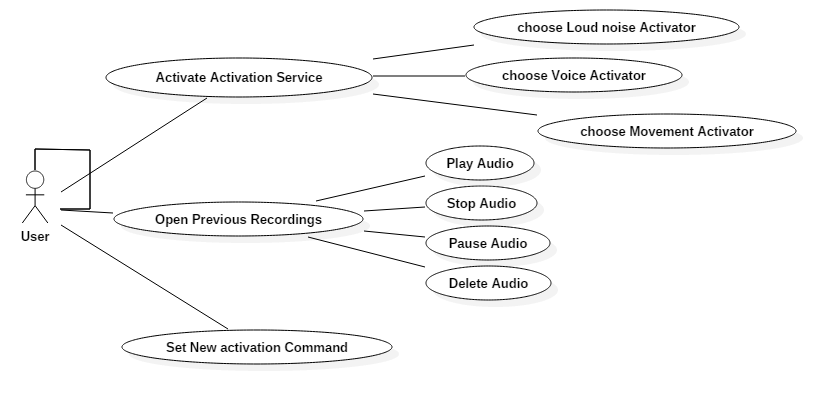 choose Loud noise Activator
Activate Activation Service
choose Voice Activator
choose Movement Activator
Play Audio
Stop Audio
Open Previous Recordings
User
Pause Audio
Delete Audio
Set New activation Command